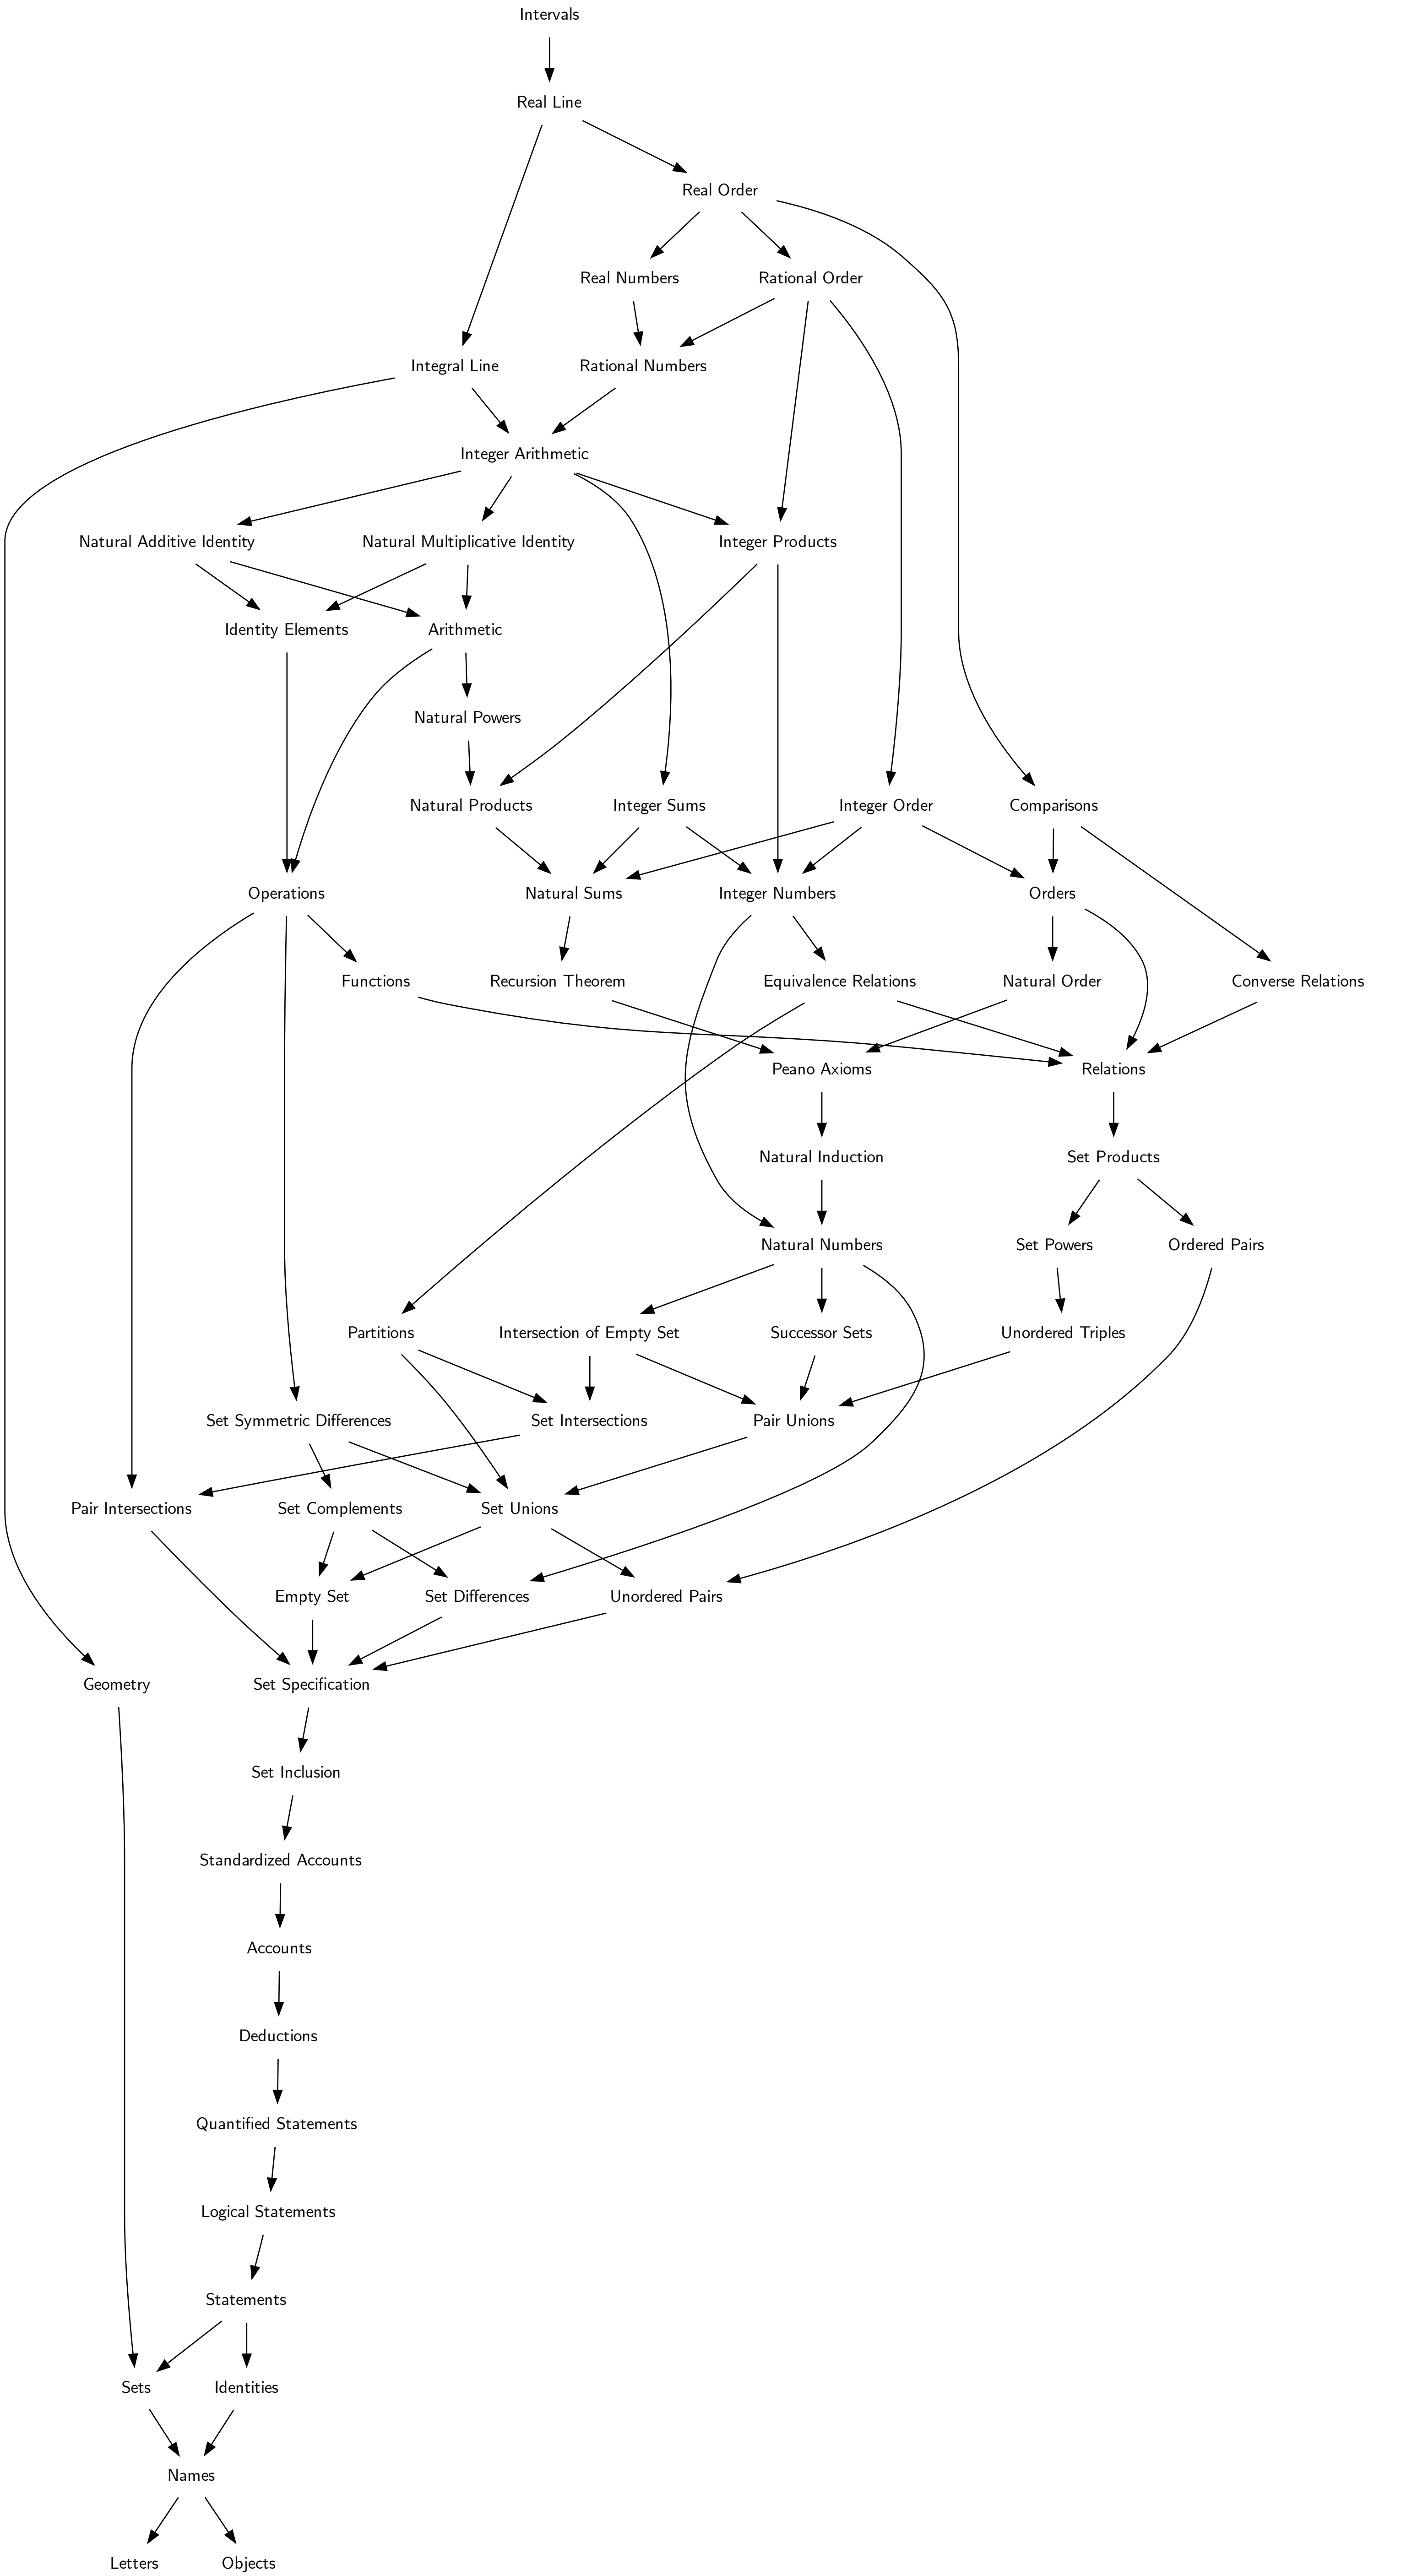 Intervals
Real Line
Real Order
Real Numbers
Rational Order
Integral Line
Rational Numbers
Integer Arithmetic
Natural Additive Identity
Natural Multiplicative Identity
Integer Products
Identity Elements
Arithmetic
Natural Powers
Natural Products
Integer Sums
Integer Order
Comparisons
Operations
Natural Sums
Integer Numbers
Orders
Functions
Recursion Theorem
Equivalence Relations
Natural Order
Converse Relations
Peano Axioms
Relations
Natural Induction
Set Products
Natural Numbers
Set Powers
Ordered Pairs
Partitions
Intersection of Empty Set
Successor Sets
Unordered Triples
Set Symmetric Differences
Set Intersections
Pair Unions
Pair Intersections
Set Complements
Set Unions
Empty Set
Set Differences
Unordered Pairs
Geometry
Set Specification
Set Inclusion
Standardized Accounts
Accounts
Deductions
Quantified Statements
Logical Statements
Statements
Sets
Identities
Names
Letters
Objects